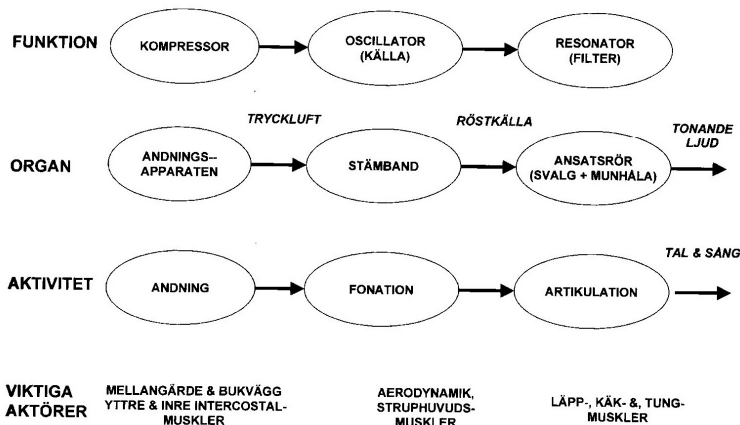 FUNKTION
KOMPRESSOR
OSCILLATOR
(KÄLLA)
RESONATOR
(FILTER)
TRYCKLUFT
RÖSTKÄLLA
TONANDE
LJUD
ORGAN
ANDNINGS--
APPARATEN
STÄMBAND
ANSATSRÖR
(SVALG + MUNHÅLA)
TAL & SÅNG
AKTIVITET
ANDNING
FONATION
ARTIKULATION
VIKTIGA
AKTÖRER
MELLANGÄRDE & BUKVÄGG
YTTRE & INRE INTERCOSTAL-
MUSKLER
AERODYNAMIK,
STRUPHUVUDS-
MUSKLER
LÄPP-, KÄK- &, TUNG-
MUSKLER